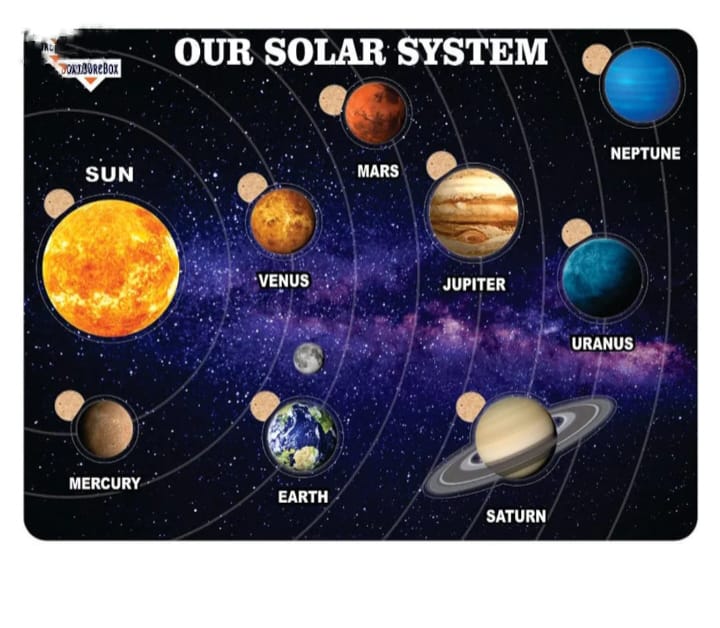 OUR SOLAR SYSTEM
NEPTUNE
MARS
SUN
VENUS
JUPITER
URANUS
MERCURY
EARTH
SATURN